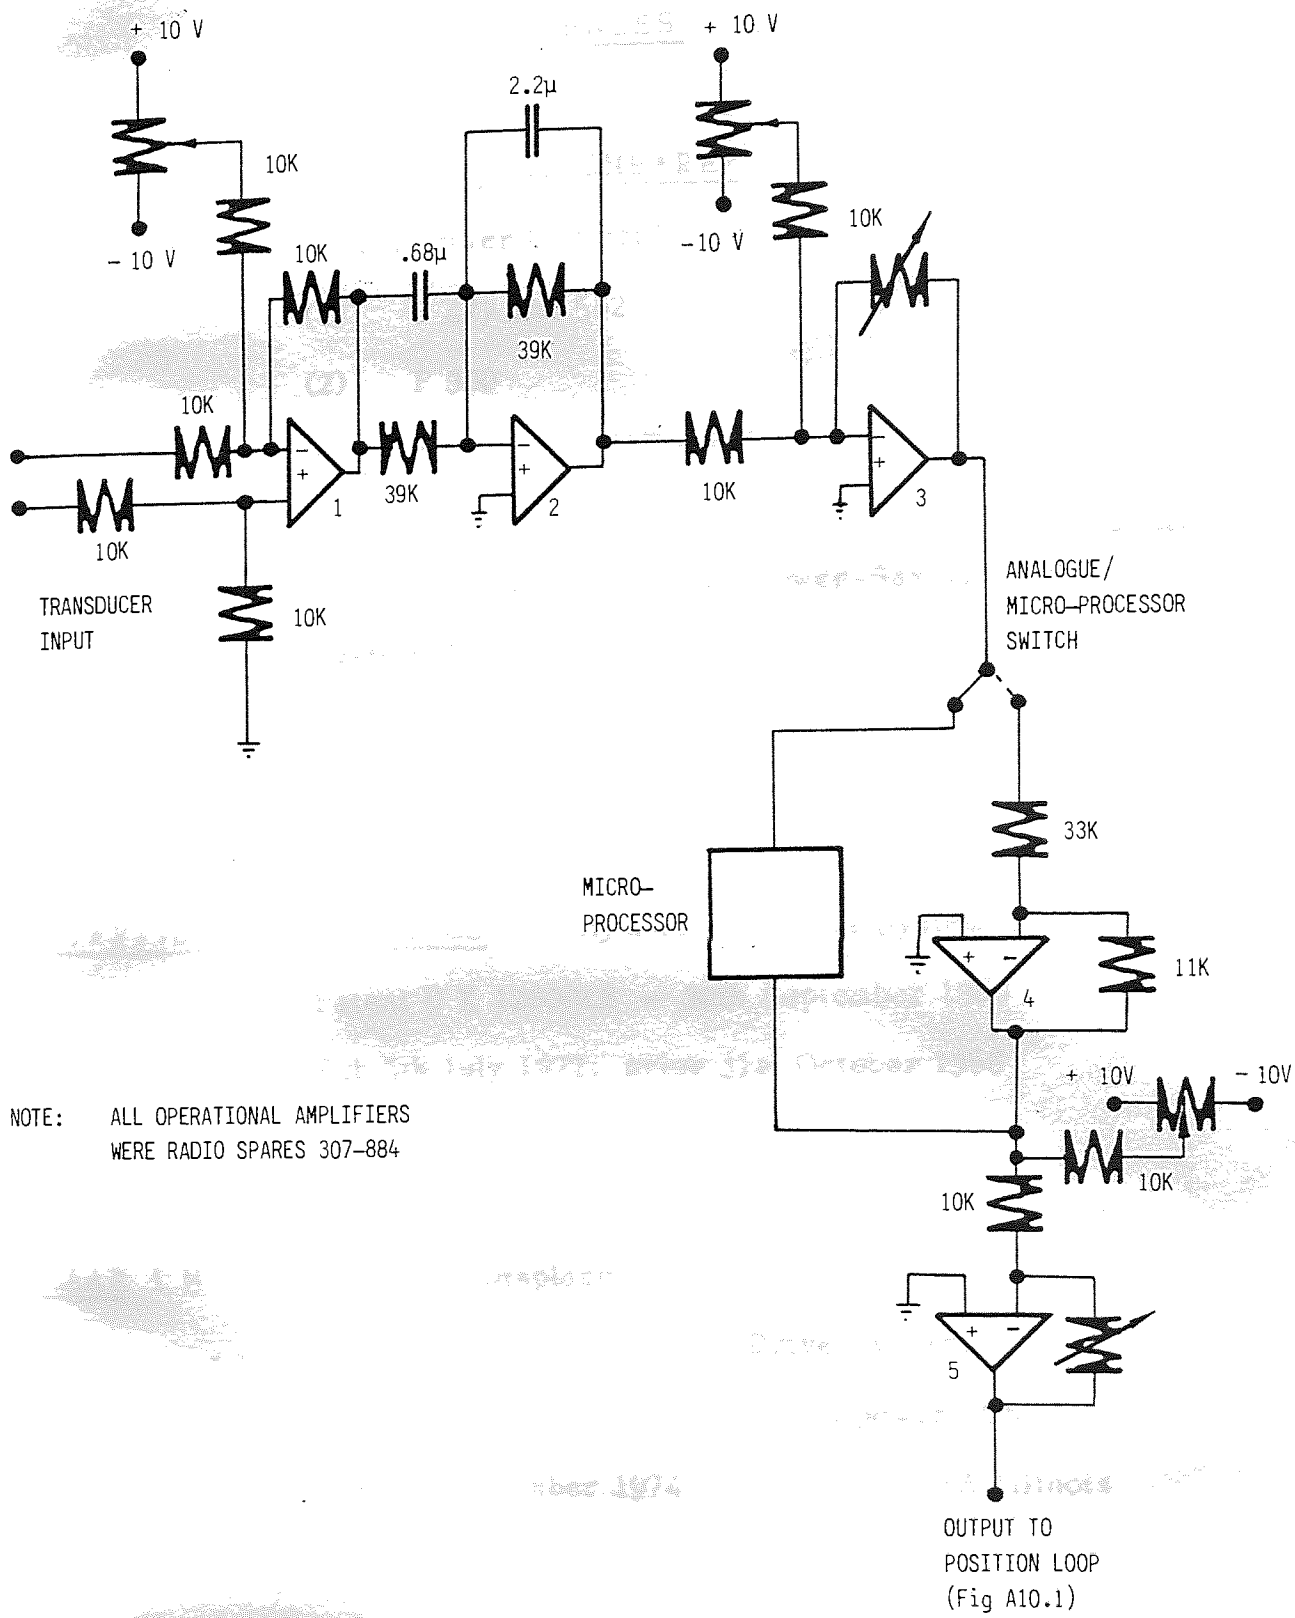 + 10 V
+ 10 V
2.2µ
10K
- 10 V
10K
.68µ
- 10 V
10K
39K
10K
-
+
1
39K
-
+
2
10K
-
+
3
10K
TRANSDUCER
INPUT
10K
ANALOGUE/
MICRO-PROCESSOR
SWITCH
33K
MICRO-
PROCESSOR
+ -
4
11K
+ 10V
- 10V
10K
10K
NOTE: ALL OPERATIONAL AMPLIFIERS
WERE RADIO SPARES 307-884
+ -
5
OUTPUT TO
POSITION LOOP
(Fig A10.1)